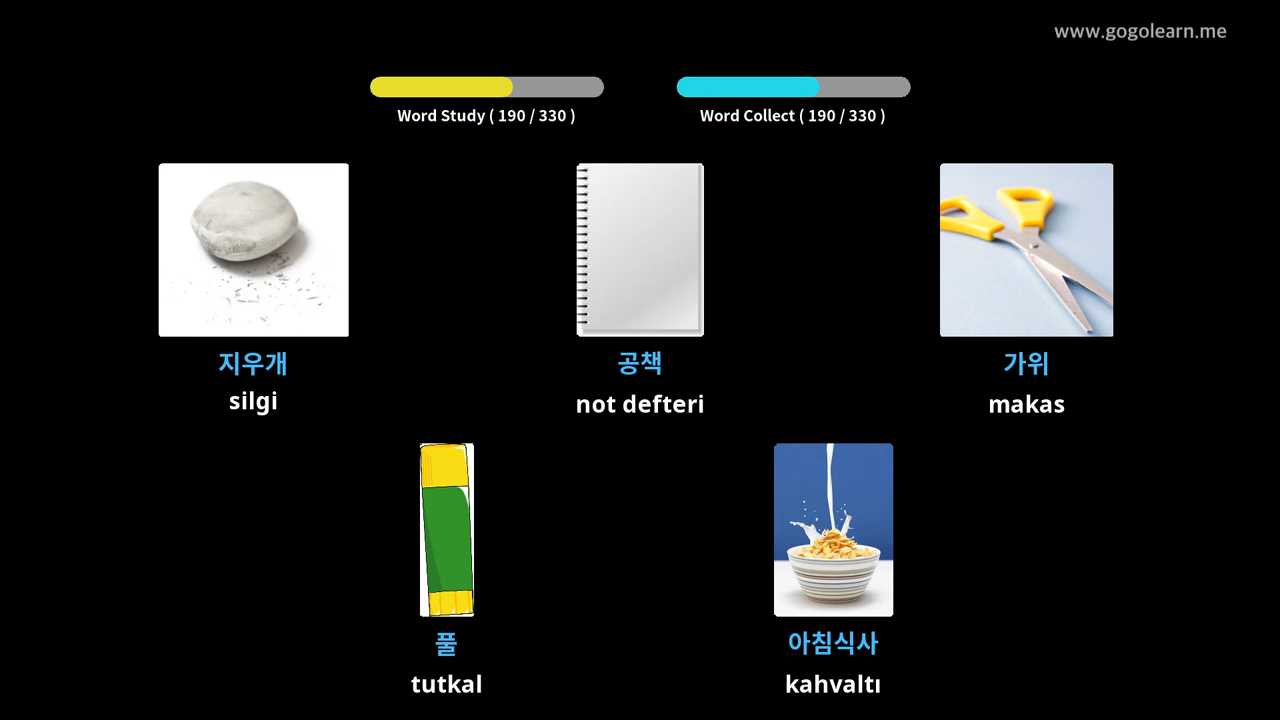 www.gogolearn.me
Word Study ( 190 / 330 )
Word Collect ( 190 / 330 )
지우개
silgi
공책
not defteri
가위
makas
풀
tutkal
아침식사
kahvaltı